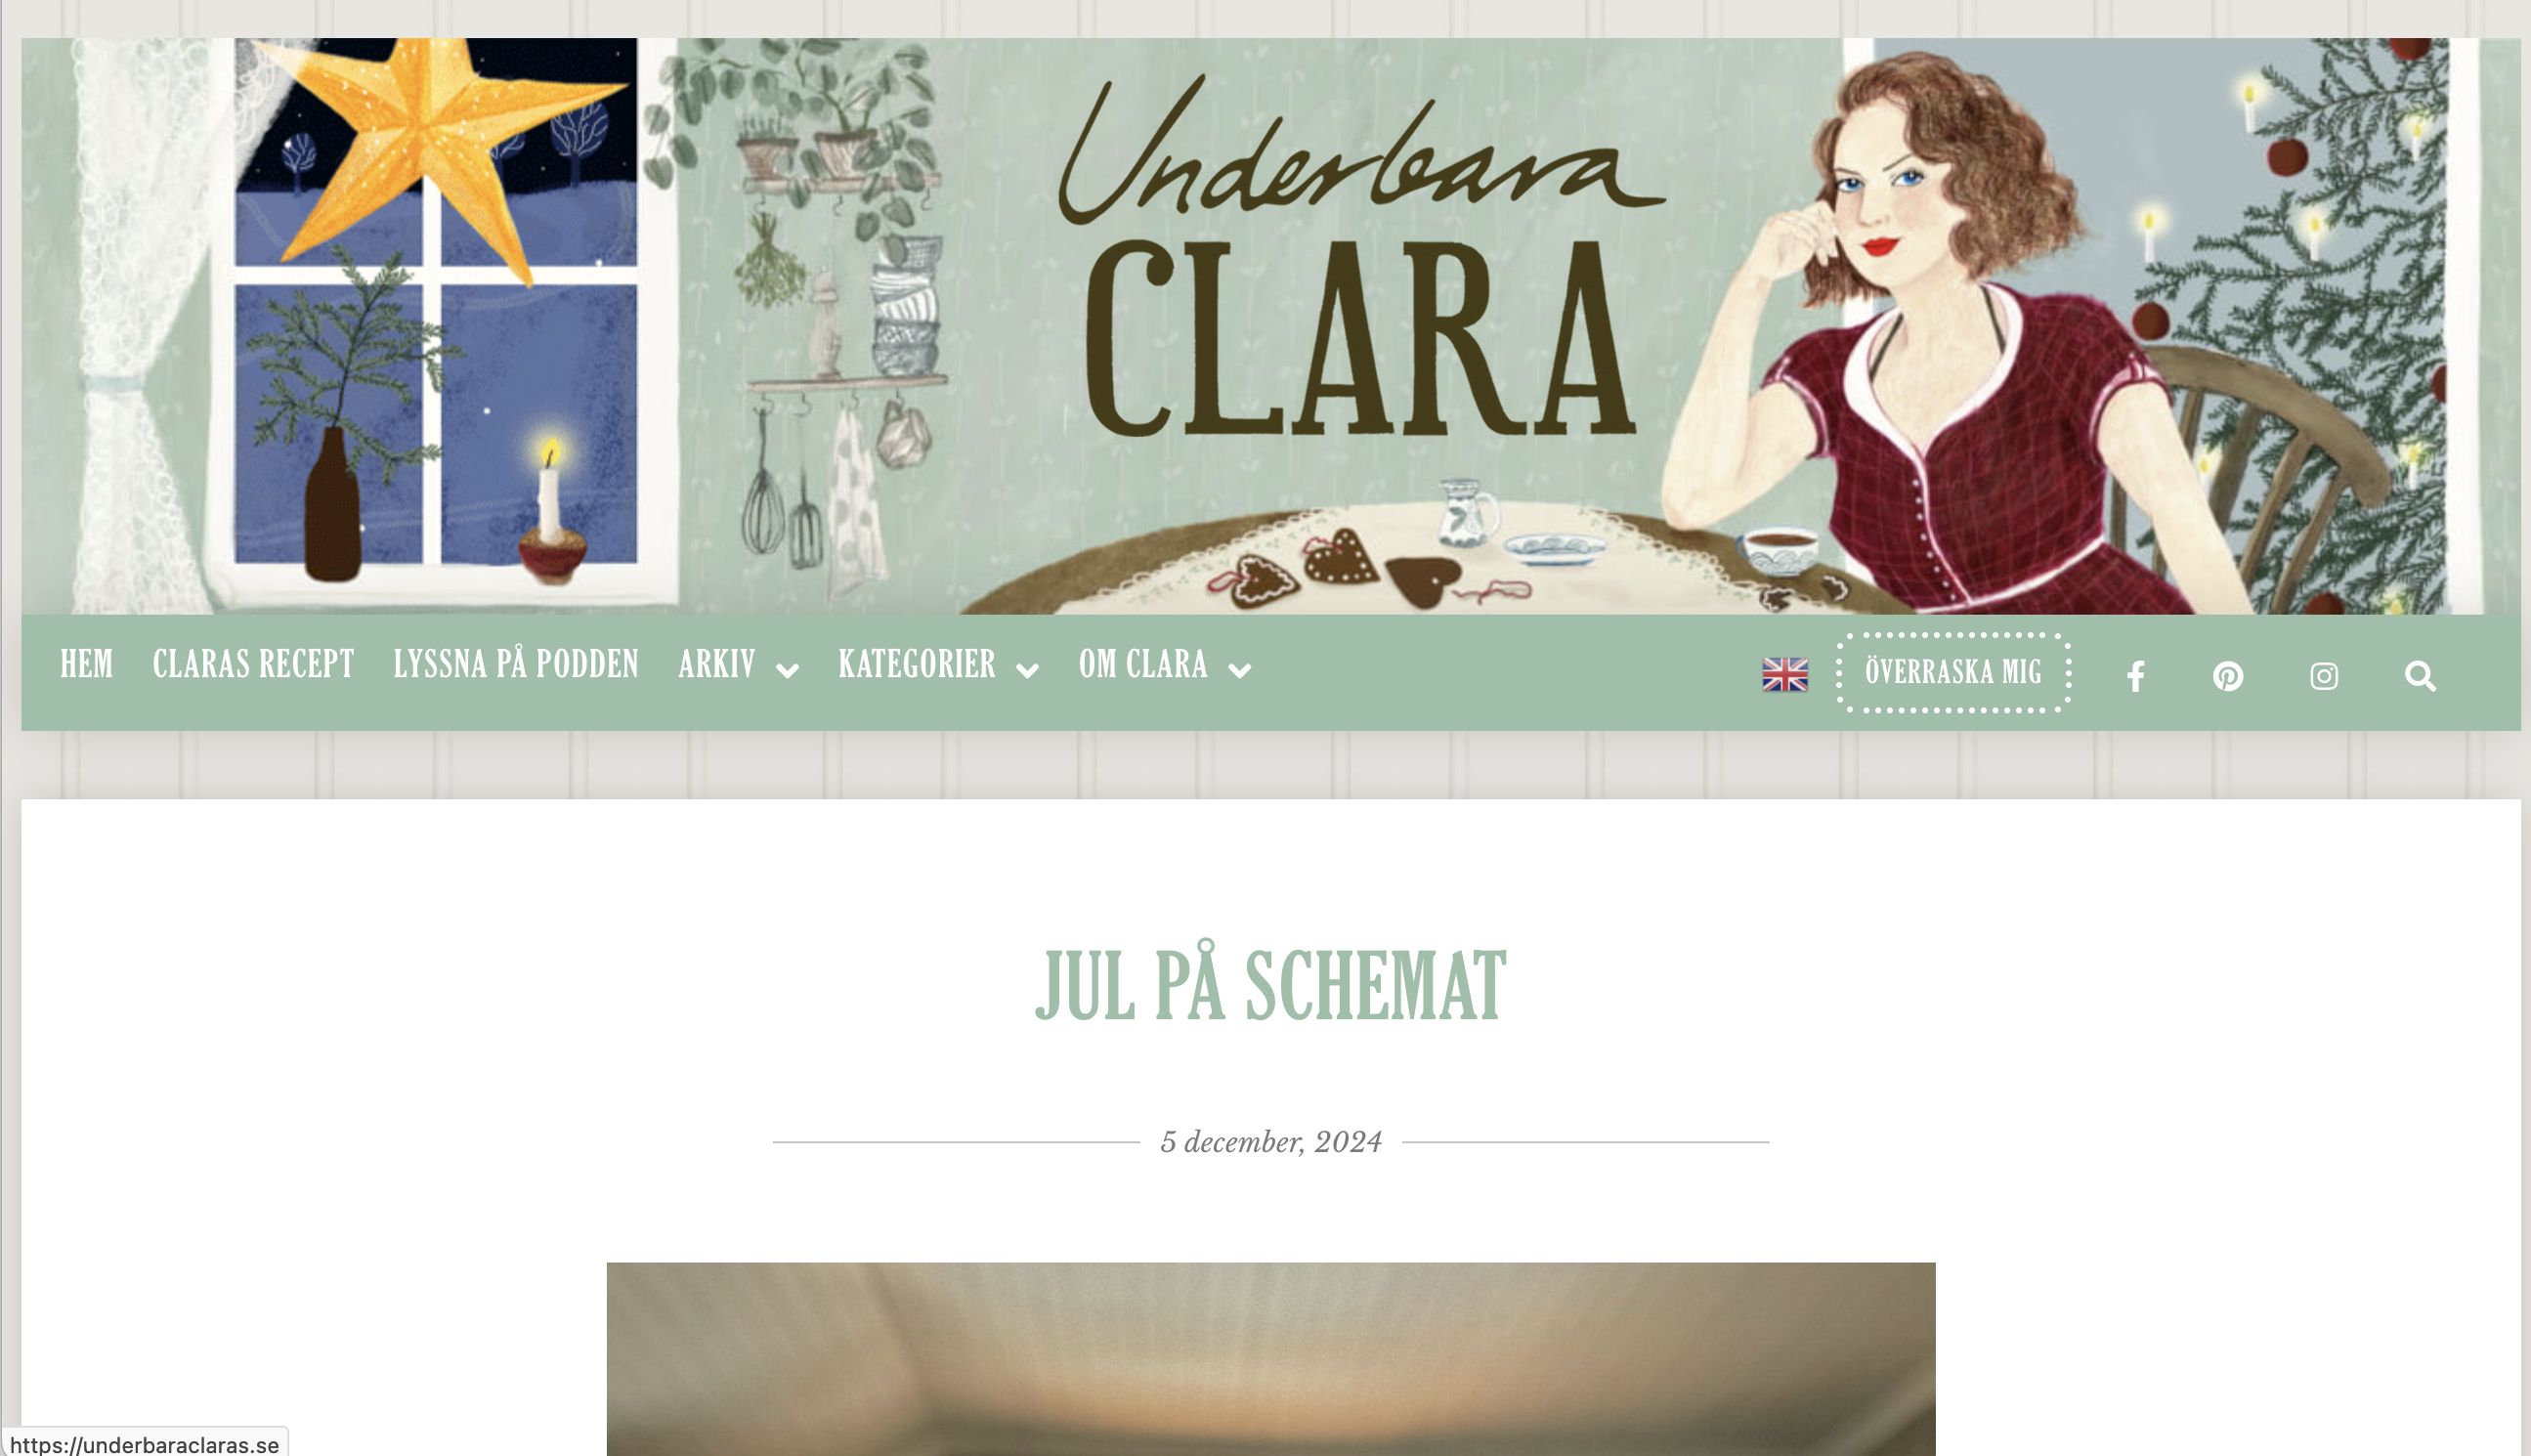 Underbara
CLARA
HEM CLARAS RECEPT LYSSNA PÅ PODDEN ARKIV KATEGORIER OM CLARA ÖVERRASKA MIG
JUL PÅ SCHEMAT
5 december, 2024
https://underbaraclaras.se